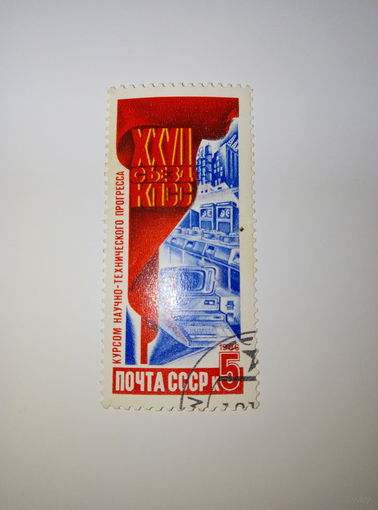 XXVII
СЪЕЗД
КПСС
КУРСОМ НАУЧНО-ТЕХНИЧЕСКОГО ПРОГРЕССА
1986
ПОЧТА СССР 5